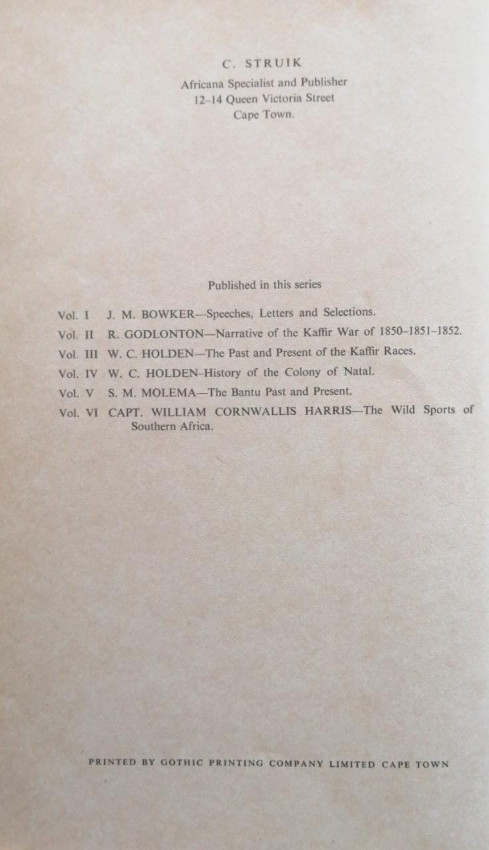 C. STRUIK
Africana Specialist and Publisher
12–14 Queen Victoria Street
Cape Town.
Published in this series
Vol. I J. M. BOWKER—Speeches, Letters and Selections.
Vol. II R. GODLONTON—Narrative of the Kaffir War of 1850–1851–1852.
Vol. III W. C. HOLDEN—The Past and Present of the Kaffir Races.
Vol. IV W. C. HOLDEN–History of the Colony of Natal.
Vol. V S. M. MOLEMA—The Bantu Past and Present.
Vol. VI CAPT. WILLIAM CORNWALLIS HARRIS—The Wild Sports of
Southern Africa.
PRINTED BY GOTHIC PRINTING COMPANY LIMITED CAPE TOWN